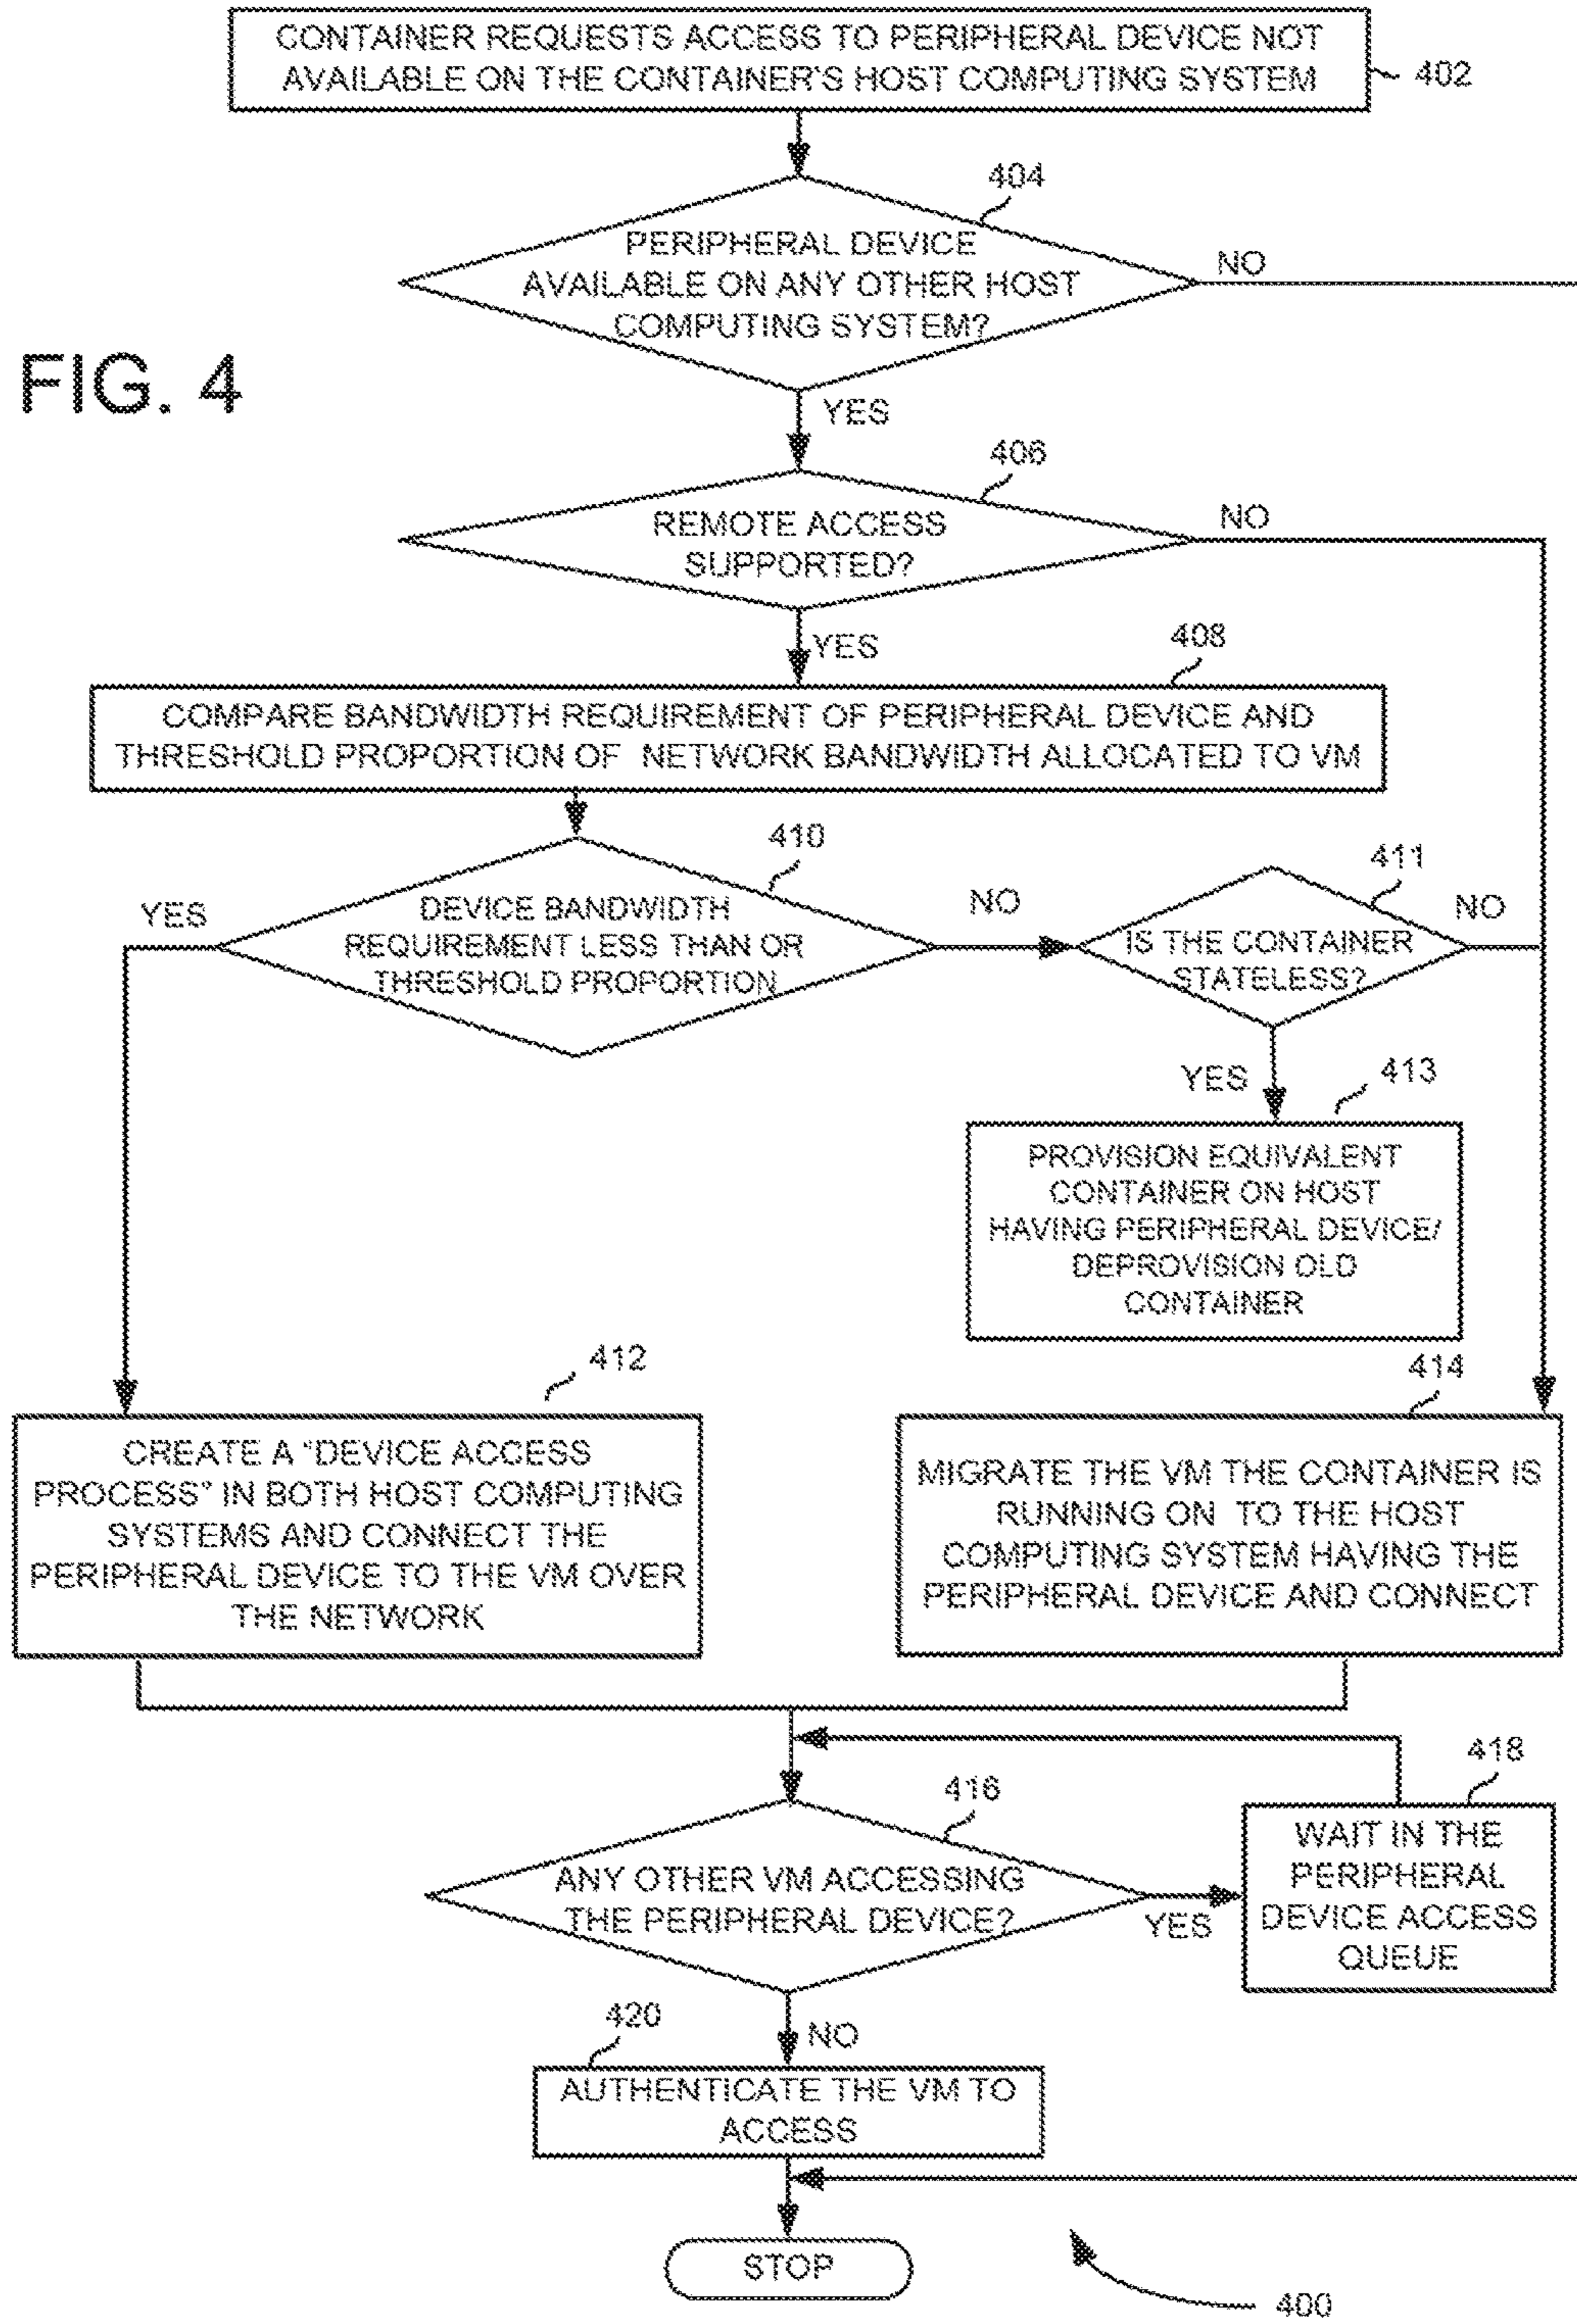 CONTAINER REQUESTS ACCESS TO PERIPHERAL DEVICE NOT
AVAILABLE ON THE CONTAINER'S HOST COMPUTING SYSTEM
402
404
PERIPHERAL DEVICE
AVAILABLE ON ANY OTHER HOST
COMPUTING SYSTEM?
NO
FIG. 4
YES
406
REMOTE ACCESS
SUPPORTED?
NO
YES
408
COMPARE BANDWIDTH REQUIREMENT OF PERIPHERAL DEVICE AND
THRESHOLD PROPORTION OF NETWORK BANDWIDTH ALLOCATED TO VM
410
YES
DEVICE BANDWIDTH
REQUIREMENT LESS THAN OR
THRESHOLD PROPORTION
NO
411
IS THE CONTAINER
STATELESS?
NO
YES
413
PROVISION EQUIVALENT
CONTAINER ON HOST
HAVING PERIPHERAL DEVICE/
DEPROVISION OLD
CONTAINER
412
CREATE A "DEVICE ACCESS
PROCESS" IN BOTH HOST COMPUTING
SYSTEMS AND CONNECT THE
PERIPHERAL DEVICE TO THE VM OVER
THE NETWORK
414
MIGRATE THE VM THE CONTAINER IS
RUNNING ON TO THE HOST
COMPUTING SYSTEM HAVING THE
PERIPHERAL DEVICE AND CONNECT
416
ANY OTHER VM ACCESSING
THE PERIPHERAL DEVICE?
YES
418
WAIT IN THE
PERIPHERAL
DEVICE ACCESS
QUEUE
NO
420
AUTHENTICATE THE VM TO
ACCESS
STOP
400